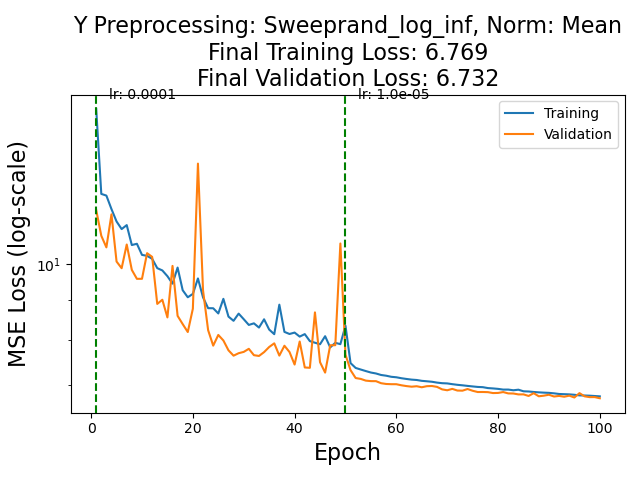 Y Preprocessing: Sweeprand_log_inf, Norm: Mean
Final Training Loss: 6.769
Final Validation Loss: 6.732
lr: 0.0001
lr: 1.0e-05
Training
Validation
MSE Loss (log-scale)
10¹
0 20 40 60 80 100
Epoch